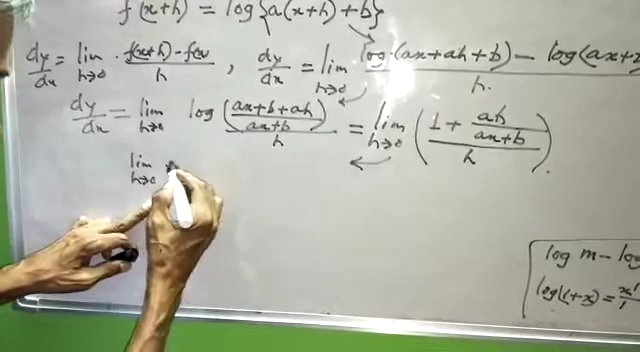 f(x+h) = log{a(x+h)+b}
dy/dx = lim h→0 · f(x+h) - f(x / h , dy/dx = lim h→0 log·(ax+ah+b) - log(ax+b / h.
dy/dx = lim h→0 log((ax+b+ah)/(ax+b)) / h = lim h→0 ((1 + ah/(ax+b)) / h).
lim h→0
log m - log
log(1+x) = x¹/1